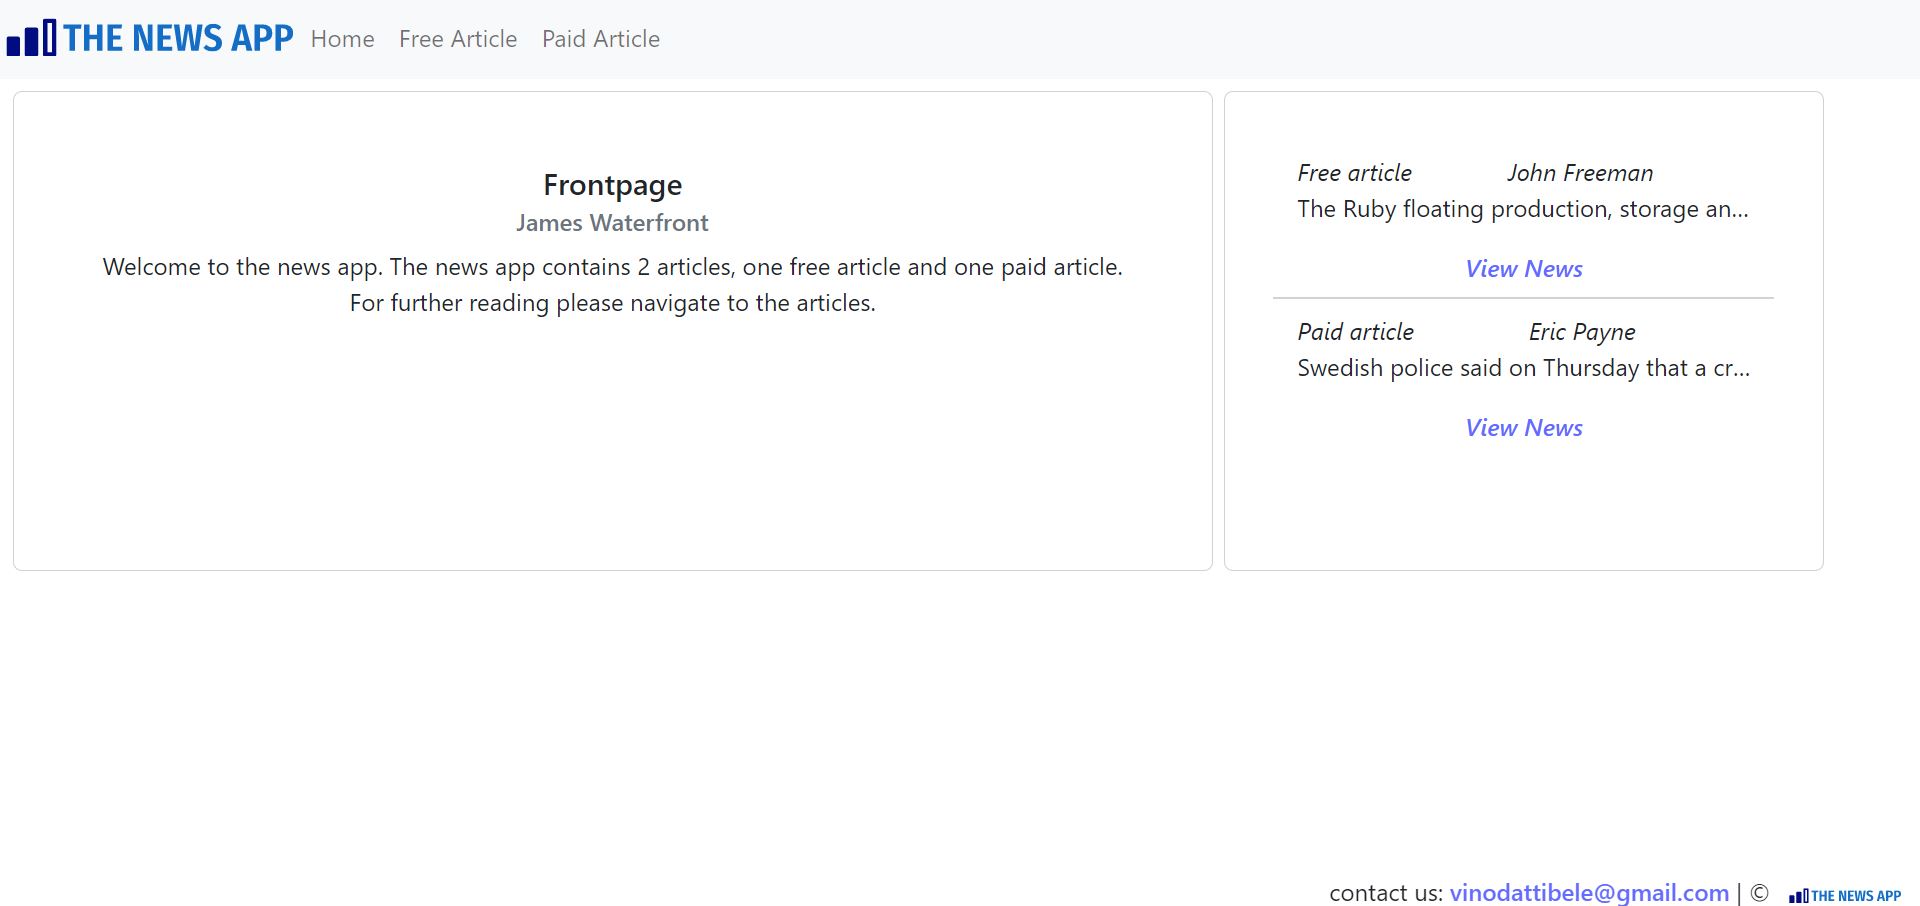 THE NEWS APP Home Free Article Paid Article
Frontpage
James Waterfront
Welcome to the news app. The news app contains 2 articles, one free article and one paid article.
For further reading please navigate to the articles.
Free article John Freeman
The Ruby floating production, storage an...
View News
Paid article Eric Payne
Swedish police said on Thursday that a cr...
View News
contact us: vinodattibele@gmail.com | © THE NEWS APP